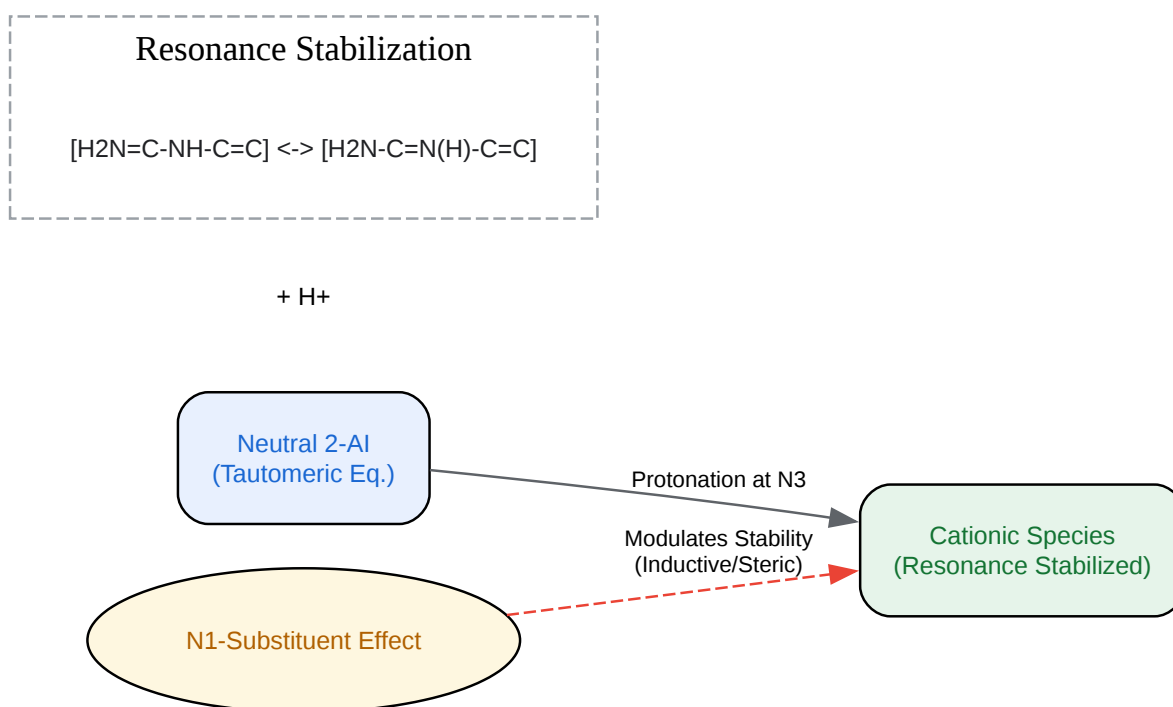 Resonance Stabilization
[H2N=C-NH-C=C] <-> [H2N-C=N(H)-C=C]
+ H+
Neutral 2-AI
(Tautomeric Eq.)
Protonation at N3
Modulates Stability
(Inductive/Steric)
Cationic Species
(Resonance Stabilized)
N1-Substituent Effect